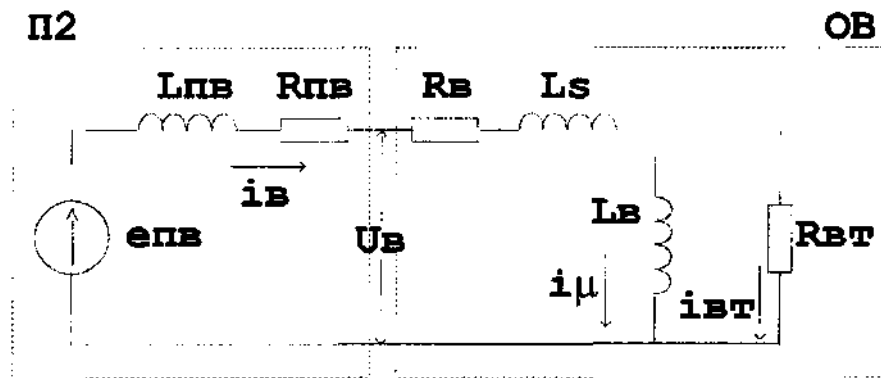 П2 ОВ
Lпв Rпв Rв Ls
iв
eпв Uв Lв Rвт
iμ iвт